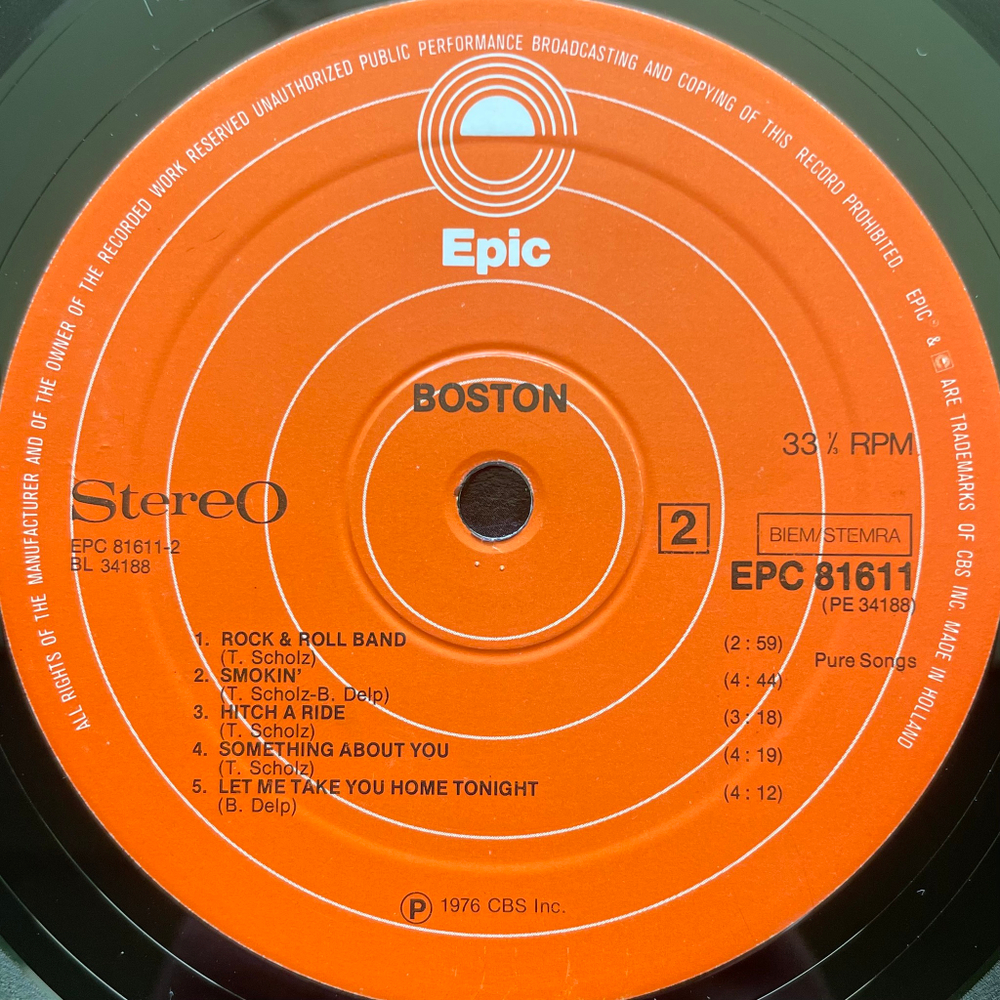 ALL RIGHTS OF THE MANUFACTURER AND OF THE OWNER OF THE RECORDED WORK RESERVED UNAUTHORIZED PUBLIC PERFORMANCE BROADCASTING AND COPYING OF THIS RECORD PROHIBITED. EPIC® & ARE TRADEMARKS OF CBS INC. MADE IN HOLLAND
Epic
BOSTON
33 1/3 RPM
Stereo
2
BIEM/STEMRA
EPC 81611-2
BL 34188
EPC 81611
(PE 34188)
1. ROCK & ROLL BAND (2:59)
(T. Scholz)
Pure Songs
2. SMOKIN' (4:44)
(T. Scholz-B. Delp)
3. HITCH A RIDE (3:18)
(T. Scholz)
4. SOMETHING ABOUT YOU (4:19)
(T. Scholz)
5. LET ME TAKE YOU HOME TONIGHT (4:12)
(B. Delp)
℗ 1976 CBS Inc.